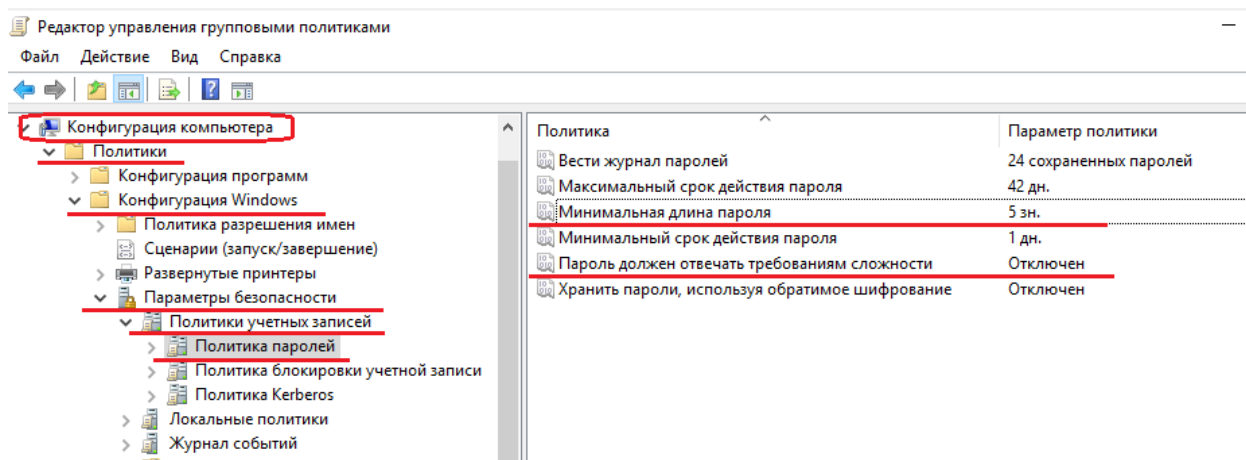 Редактор управления групповыми политиками
Файл Действие Вид Справка
Конфигурация компьютера
Политики
Конфигурация программ
Конфигурация Windows
Политика разрешения имен
Сценарии (запуск/завершение)
Развернутые принтеры
Параметры безопасности
Политики учетных записей
Политика паролей
Политика блокировки учетной записи
Политика Kerberos
Локальные политики
Журнал событий
Политика Параметр политики
Вести журнал паролей 24 сохраненных паролей
Максимальный срок действия пароля 42 дн.
Минимальная длина пароля 5 зн.
Минимальный срок действия пароля 1 дн.
Пароль должен отвечать требованиям сложности Отключен
Хранить пароли, используя обратимое шифрование Отключен